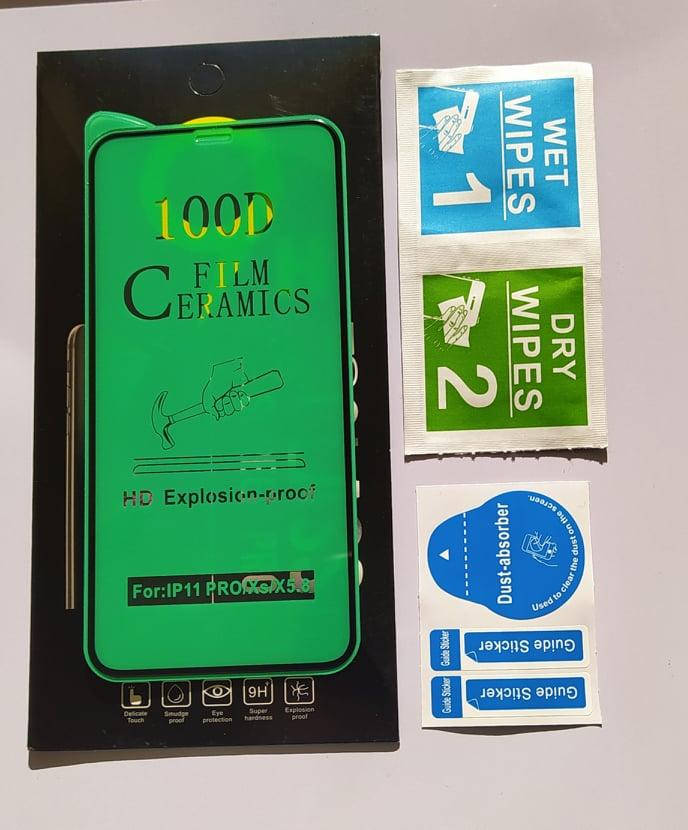 100D
FILM
CERAMICS
HD Explosion-proof
For:IP11 PRO/Xs/X5.8
Delicate
Touch
Smudge
proof
Eye
protection
9H
Super
hardness
Explosion
proof
WET
WIPES
1
DRY
WIPES
2
Dust-absorber
Used to clear the dust on the screen.
Guide Sticker
Guide Sticker
Guide Sticker
Guide Sticker